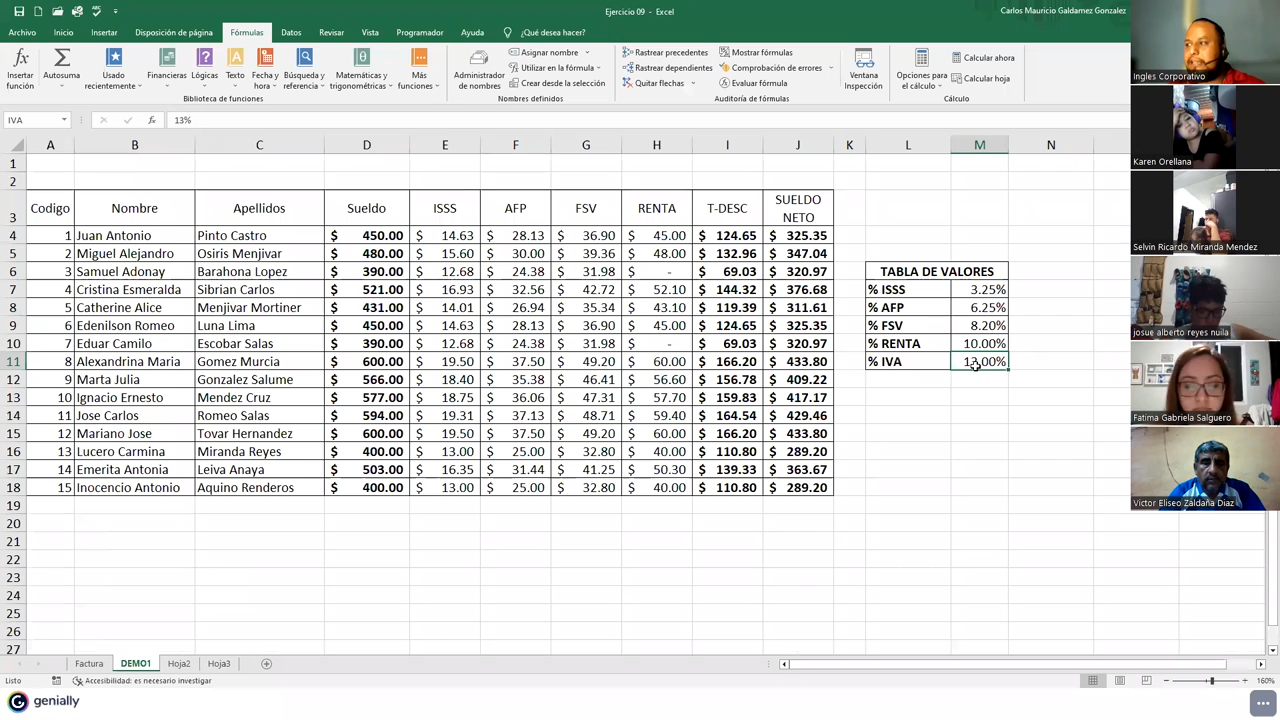 Ejercicio 09 - Excel
Carlos Mauricio Galdamez Gonzalez
Archivo Inicio Insertar Disposición de página Fórmulas Datos Revisar Vista Programador Ayuda ¿Qué desea hacer?
Insertar función
Autosuma
Usado recientemente
Financieras
Lógicas
Texto
Fecha y hora
Búsqueda y referencia
Matemáticas y trigonométricas
Más funciones
Biblioteca de funciones
Administrador de nombres
Asignar nombre
Utilizar en la fórmula
Crear desde la selección
Nombres definidos
Rastrear precedentes
Rastrear dependientes
Quitar flechas
Mostrar fórmulas
Comprobación de errores
Evaluar fórmula
Auditoría de fórmulas
Ventana Inspección
Opciones para el cálculo
Calcular ahora
Calcular hoja
Cálculo
IVA fx 13%
A B C D E F G H I J K L M N
1
2
3 Codigo Nombre Apellidos Sueldo ISSS AFP FSV RENTA T-DESC SUELDO NETO
4 1 Juan Antonio Pinto Castro $ 450.00 $ 14.63 $ 28.13 $ 36.90 $ 45.00 $ 124.65 $ 325.35
5 2 Miguel Alejandro Osiris Menjivar $ 480.00 $ 15.60 $ 30.00 $ 39.36 $ 48.00 $ 132.96 $ 347.04
6 3 Samuel Adonay Barahona Lopez $ 390.00 $ 12.68 $ 24.38 $ 31.98 $ - $ 69.03 $ 320.97 TABLA DE VALORES
7 4 Cristina Esmeralda Sibrian Carlos $ 521.00 $ 16.93 $ 32.56 $ 42.72 $ 52.10 $ 144.32 $ 376.68 % ISSS 3.25%
8 5 Catherine Alice Menjivar Mortiner $ 431.00 $ 14.01 $ 26.94 $ 35.34 $ 43.10 $ 119.39 $ 311.61 % AFP 6.25%
9 6 Edenilson Romeo Luna Lima $ 450.00 $ 14.63 $ 28.13 $ 36.90 $ 45.00 $ 124.65 $ 325.35 % FSV 8.20%
10 7 Eduar Camilo Escobar Salas $ 390.00 $ 12.68 $ 24.38 $ 31.98 $ - $ 69.03 $ 320.97 % RENTA 10.00%
11 8 Alexandrina Maria Gomez Murcia $ 600.00 $ 19.50 $ 37.50 $ 49.20 $ 60.00 $ 166.20 $ 433.80 % IVA 13.00%
12 9 Marta Julia Gonzalez Salume $ 566.00 $ 18.40 $ 35.38 $ 46.41 $ 56.60 $ 156.78 $ 409.22
13 10 Ignacio Ernesto Mendez Cruz $ 577.00 $ 18.75 $ 36.06 $ 47.31 $ 57.70 $ 159.83 $ 417.17
14 11 Jose Carlos Romeo Salas $ 594.00 $ 19.31 $ 37.13 $ 48.71 $ 59.40 $ 164.54 $ 429.46
15 12 Mariano Jose Tovar Hernandez $ 600.00 $ 19.50 $ 37.50 $ 49.20 $ 60.00 $ 166.20 $ 433.80
16 13 Lucero Carmina Miranda Reyes $ 400.00 $ 13.00 $ 25.00 $ 32.80 $ 40.00 $ 110.80 $ 289.20
17 14 Emerita Antonia Leiva Anaya $ 503.00 $ 16.35 $ 31.44 $ 41.25 $ 50.30 $ 139.33 $ 363.67
18 15 Inocencio Antonio Aquino Renderos $ 400.00 $ 13.00 $ 25.00 $ 32.80 $ 40.00 $ 110.80 $ 289.20
19
20
21
22
23
24
25
26
27
Factura DEMO1 Hoja2 Hoja3
Listo Accesibilidad: es necesario investigar 160%
genially
Ingles Corporativo
Karen Orellana
Selvin Ricardo Miranda Mendez
josue alberto reyes nuila
Fatima Gabriela Salguero
Victor Eliseo Zaldaña Diaz